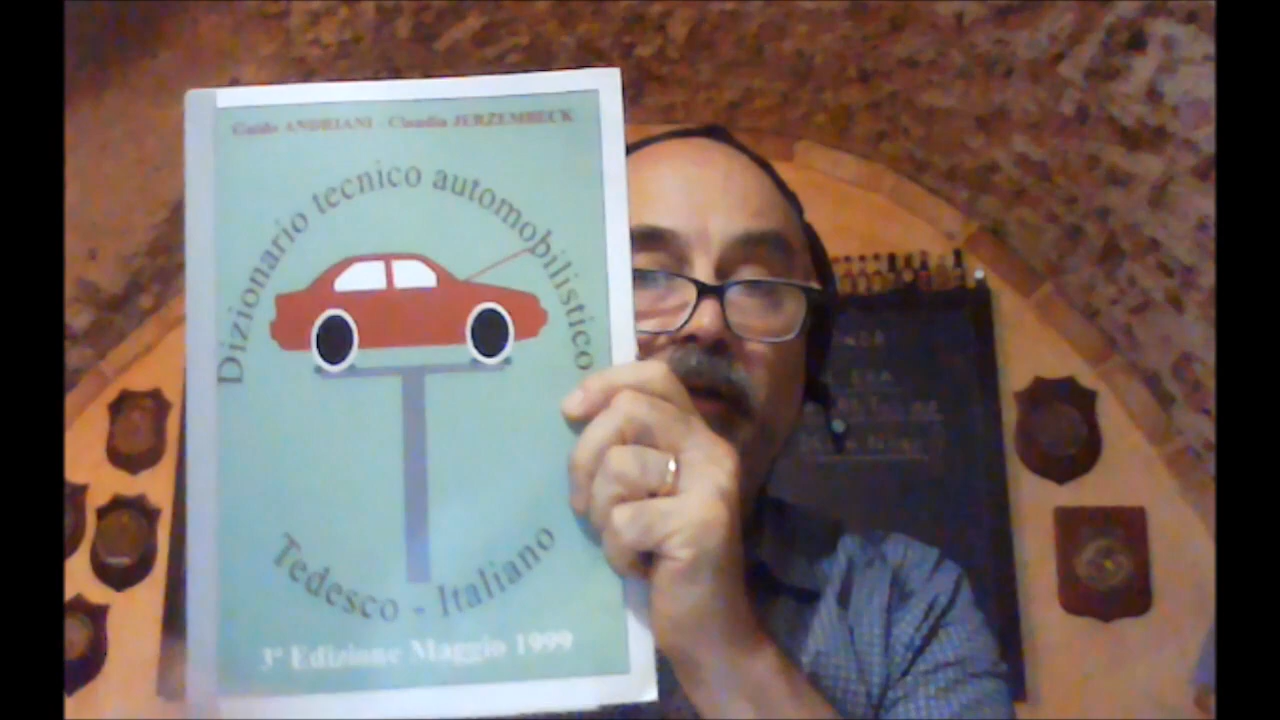 Guido ANDRIANI - Claudia JERZEMBECK
Dizionario tecnico automobilistico
Tedesco - Italiano
3ª Edizione Maggio 1999